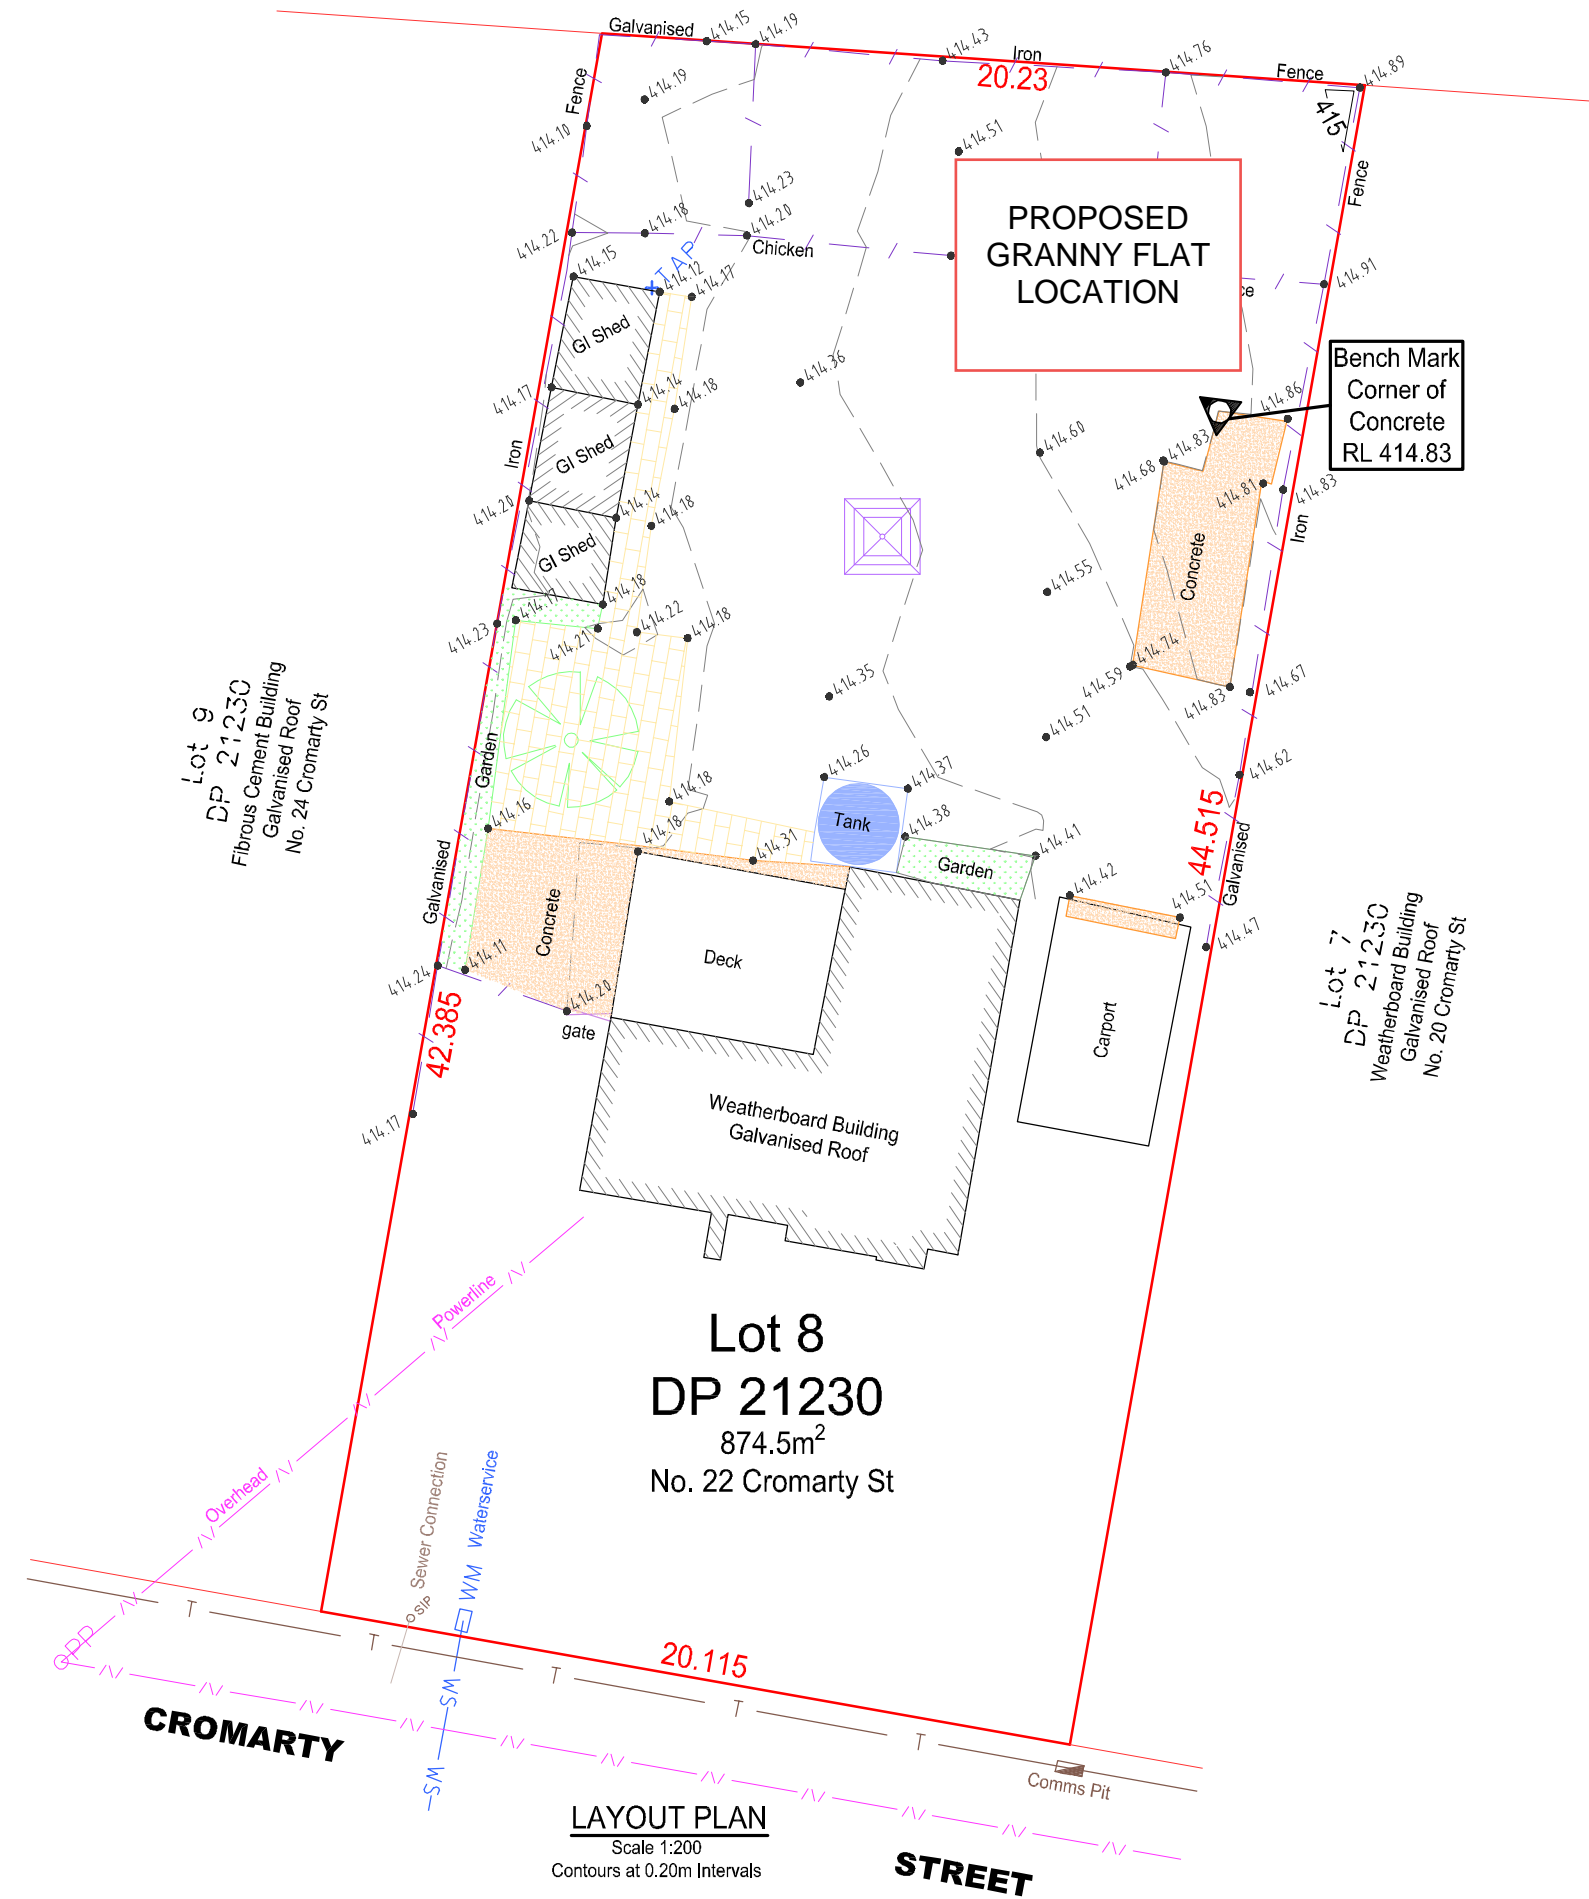 Galvanised
414.15
414.19
414.43
Iron
20.23
414.76
Fence
414.89
415
Fence
414.19
414.10
414.51
Fence
414.23
414.22
414.18
414.20
Chicken
PROPOSED
GRANNY FLAT
LOCATION
ce
414.91
414.15
TAP
414.12
414.17
GI Shed
414.36
Bench Mark
Corner of
Concrete
RL 414.83
414.17
414.14
414.18
414.86
Iron
GI Shed
414.60
414.68
414.83
414.81
414.83
414.20
414.14
414.18
Iron
GI Shed
Concrete
414.55
414.17
414.18
414.23
414.21
414.22
414.18
414.74
414.59
414.83
414.67
414.35
414.51
Lot 9
DP 21230
Fibrous Cement Building
Galvanised Roof
No. 24 Cromarty St
Garden
414.26
414.37
414.62
414.18
414.16
414.18
414.31
Tank
414.38
414.41
44.515
Garden
Galvanised
Galvanised
414.42
414.51
414.47
Concrete
Deck
414.24
414.11
414.20
gate
42.385
Carport
Lot 7
DP 21230
Weatherboard Building
Galvanised Roof
No. 20 Cromarty St
414.17
Weatherboard Building
Galvanised Roof
Powerline
Overhead
Lot 8
DP 21230
874.5m²
No. 22 Cromarty St
Sewer Connection
SIP
WM Waterservice
PP
T
T
T
T
T
20.115
WS
WS
CROMARTY
STREET
Comms Pit
LAYOUT PLAN
Scale 1:200
Contours at 0.20m Intervals